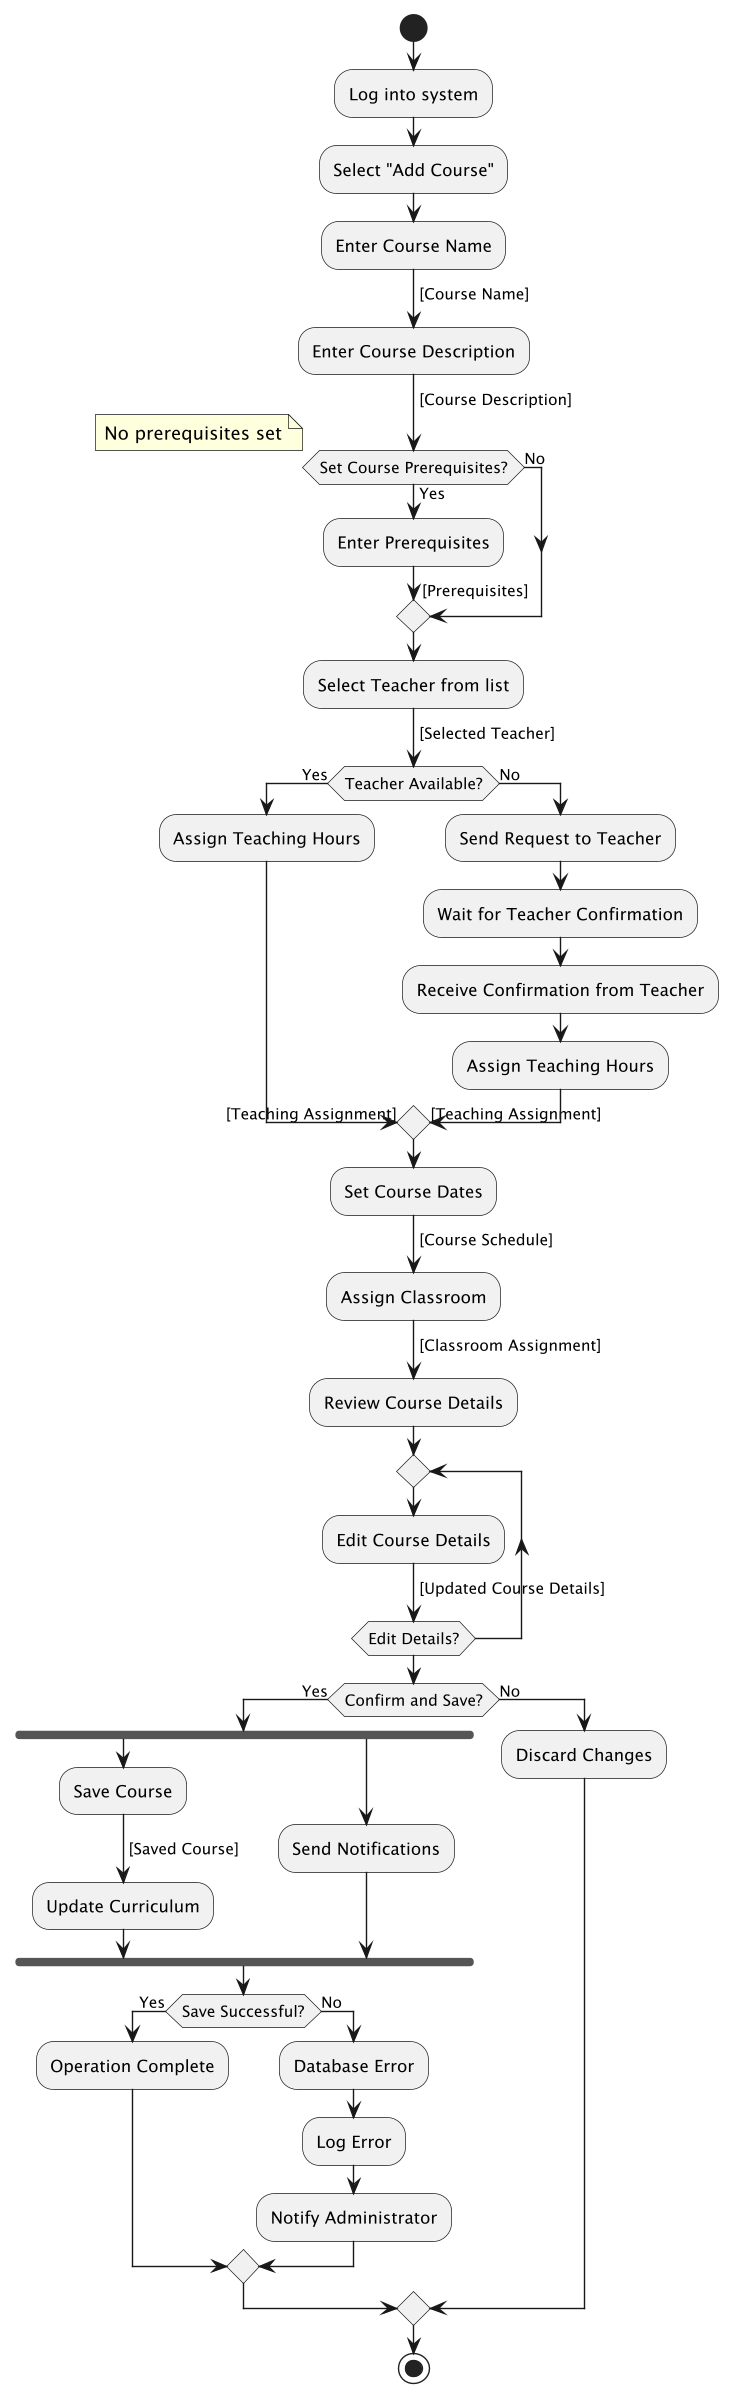 Log into system
Select "Add Course"
Enter Course Name
[Course Name]
Enter Course Description
[Course Description]
No prerequisites set
Set Course Prerequisites?
No
Yes
Enter Prerequisites
[Prerequisites]
Select Teacher from list
[Selected Teacher]
Yes
Teacher Available?
No
Assign Teaching Hours
Send Request to Teacher
Wait for Teacher Confirmation
Receive Confirmation from Teacher
Assign Teaching Hours
[Teaching Assignment]
[Teaching Assignment]
Set Course Dates
[Course Schedule]
Assign Classroom
[Classroom Assignment]
Review Course Details
Edit Course Details
[Updated Course Details]
Edit Details?
Yes
Confirm and Save?
No
Discard Changes
Save Course
[Saved Course]
Send Notifications
Update Curriculum
Yes
Save Successful?
No
Operation Complete
Database Error
Log Error
Notify Administrator